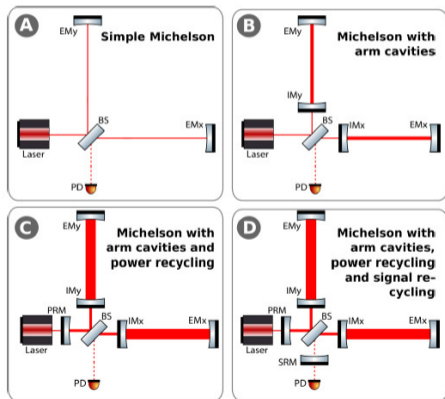 A
Simple Michelson
EMy
BS
EMx
Laser
PD
B
Michelson with
arm cavities
EMy
IMy
BS
IMx
EMx
Laser
PD
C
Michelson with
arm cavities and
power recycling
EMy
IMy
PRM
BS
IMx
EMx
Laser
PD
D
Michelson with
arm cavities,
power recycling
and signal re-
cycling
EMy
IMy
PRM
BS
IMx
EMx
Laser
SRM
PD